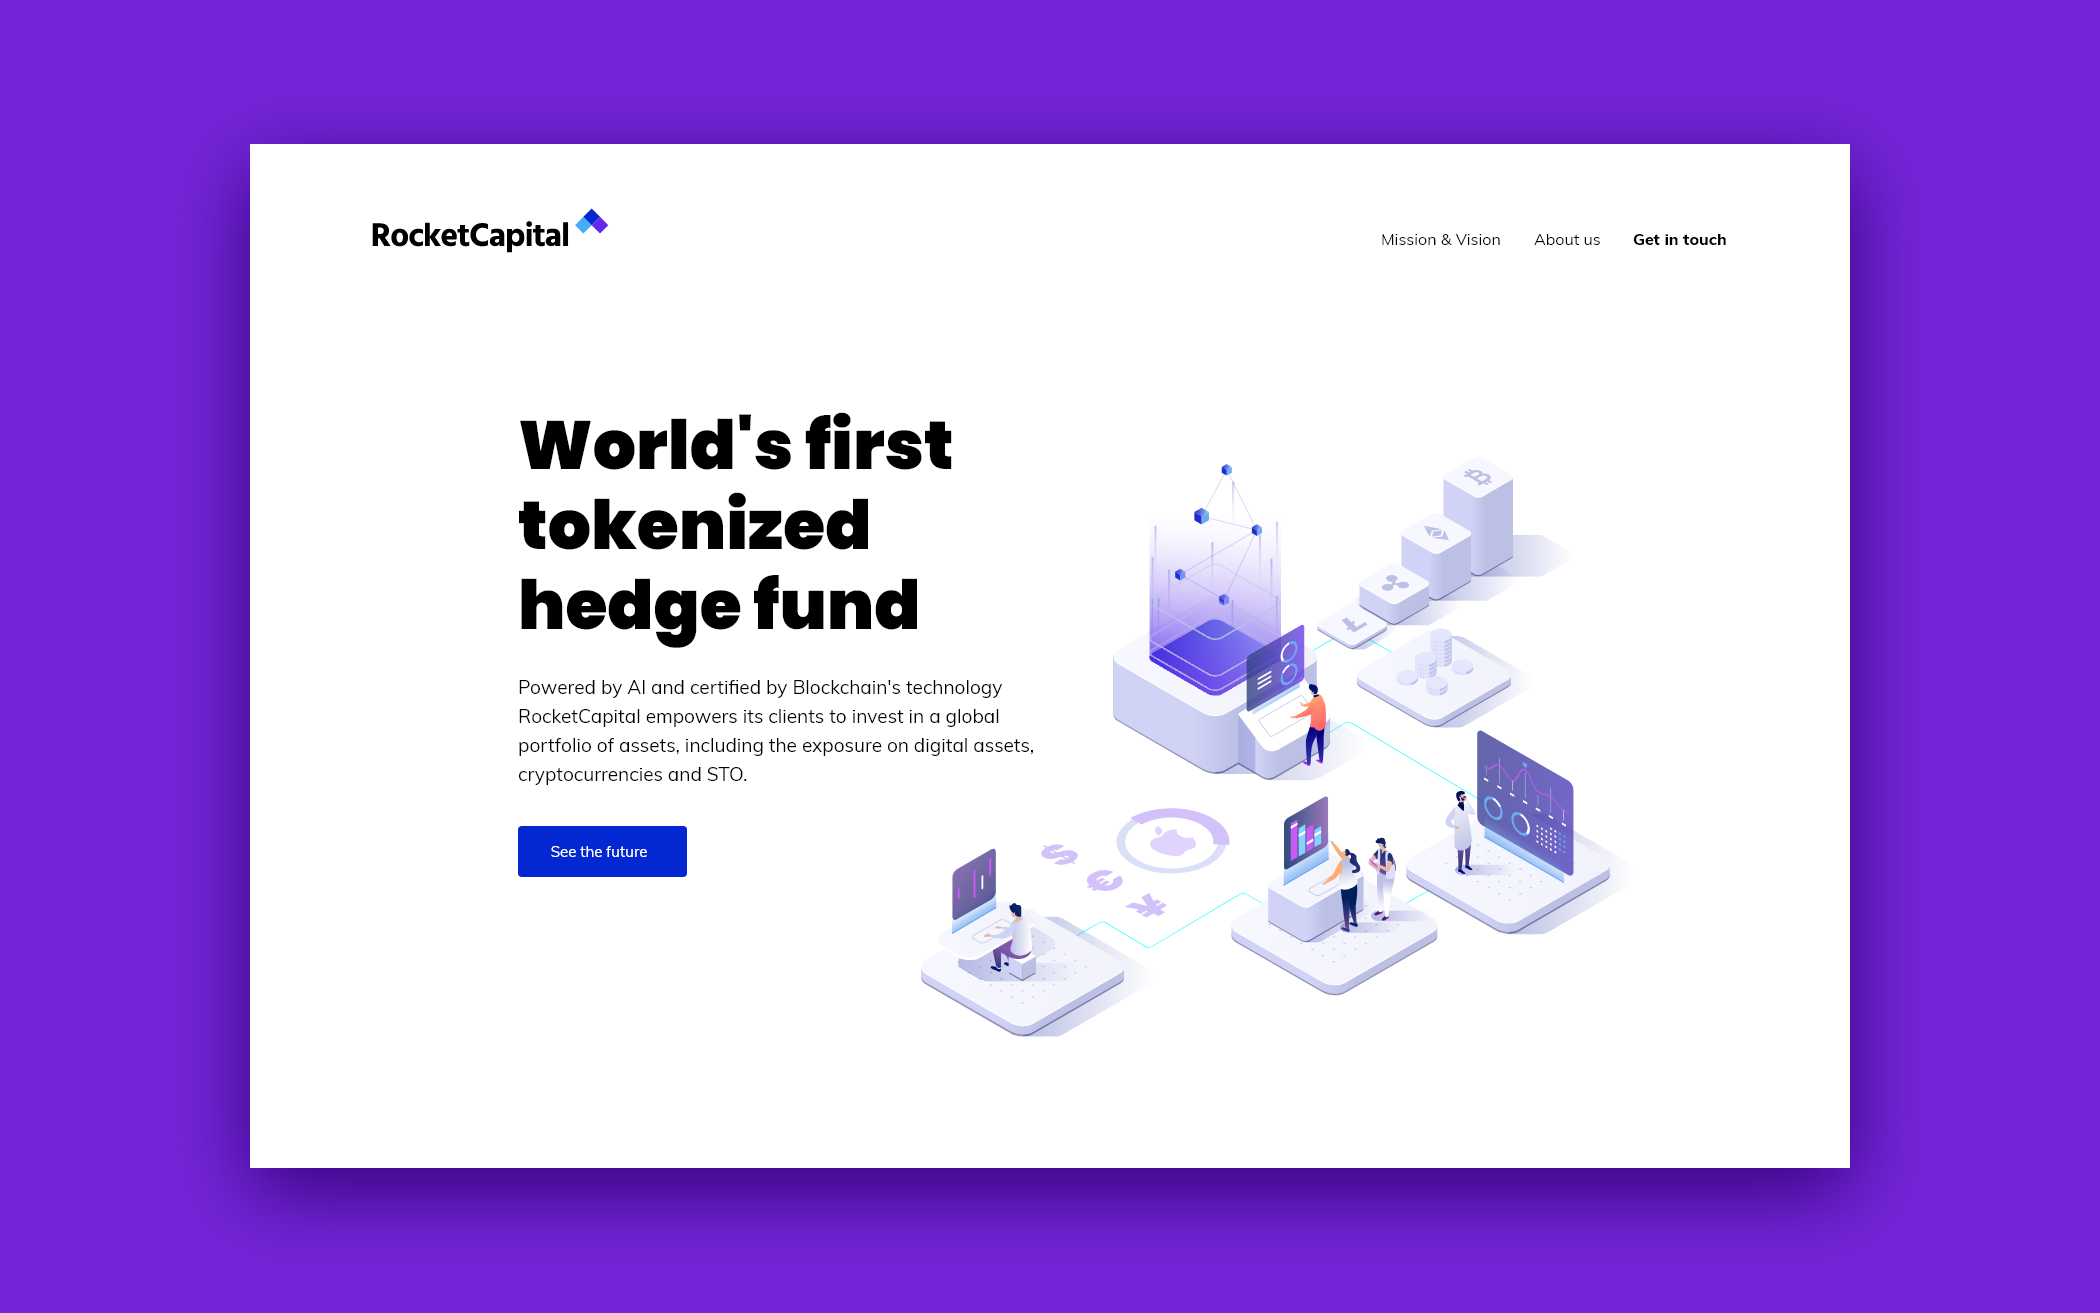 RocketCapital
Mission & Vision
About us
Get in touch
World's first
tokenized
hedge fund
Powered by AI and certified by Blockchain's technology
RocketCapital empowers its clients to invest in a global
portfolio of assets, including the exposure on digital assets,
cryptocurrencies and STO.
See the future
$
€
¥